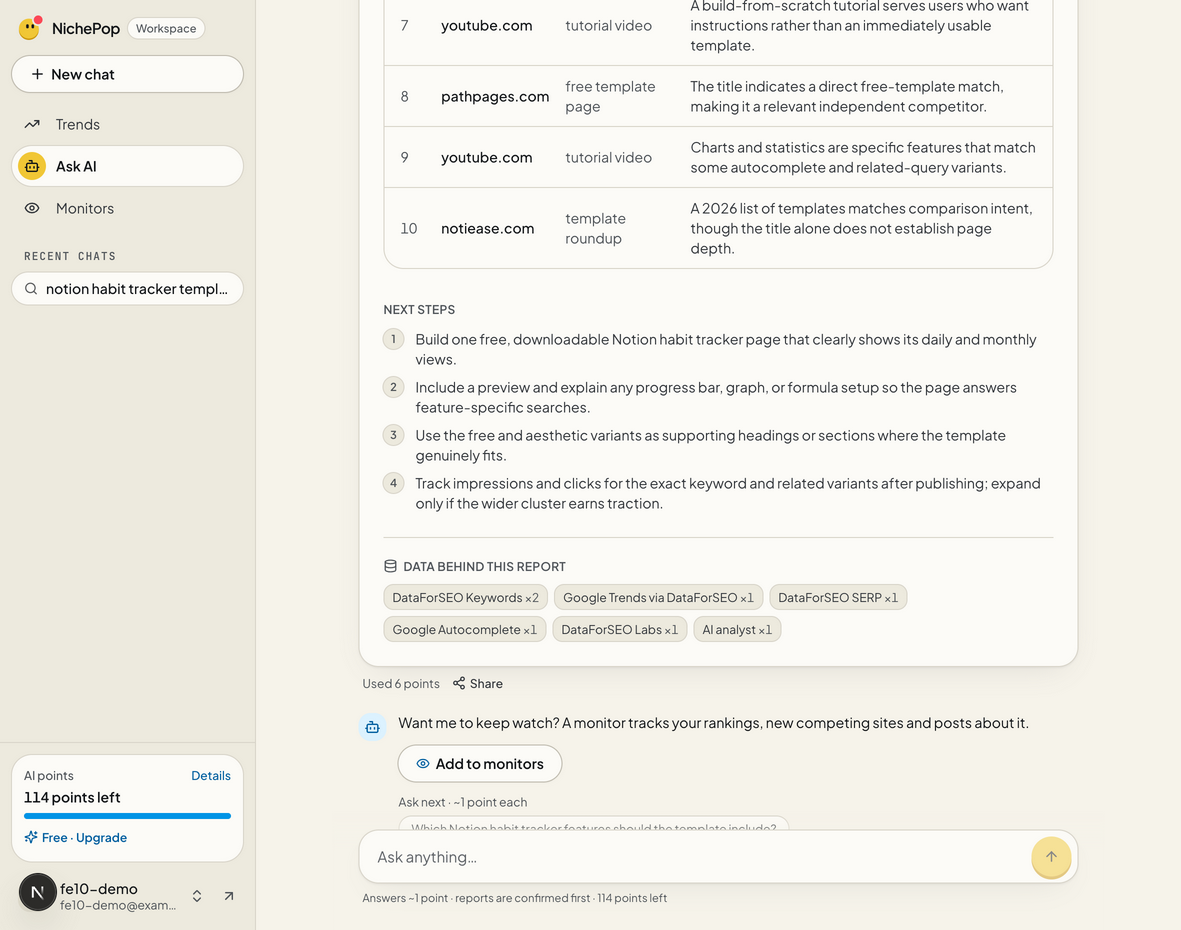 NichePop Workspace
New chat
Trends
Ask AI
Monitors
RECENT CHATS
notion habit tracker templ...
AI points Details
114 points left
Free · Upgrade
N
fe10-demo
fe10-demo@exam...
A build-from-scratch tutorial serves users who want
7 youtube.com tutorial video instructions rather than an immediately usable
template.
8 pathpages.com free template page The title indicates a direct free-template match,
making it a relevant independent competitor.
9 youtube.com tutorial video Charts and statistics are specific features that match
some autocomplete and related-query variants.
10 notiease.com template roundup A 2026 list of templates matches comparison intent,
though the title alone does not establish page
depth.
NEXT STEPS
1 Build one free, downloadable Notion habit tracker page that clearly shows its daily and monthly
views.
2 Include a preview and explain any progress bar, graph, or formula setup so the page answers
feature-specific searches.
3 Use the free and aesthetic variants as supporting headings or sections where the template
genuinely fits.
4 Track impressions and clicks for the exact keyword and related variants after publishing; expand
only if the wider cluster earns traction.
DATA BEHIND THIS REPORT
DataForSEO Keywords ×2 Google Trends via DataForSEO ×1 DataForSEO SERP ×1
Google Autocomplete ×1 DataForSEO Labs ×1 AI analyst ×1
Used 6 points Share
Want me to keep watch? A monitor tracks your rankings, new competing sites and posts about it.
Add to monitors
Ask next · ~1 point each
Which Notion habit tracker features should the template include?
Ask anything...
Answers ~1 point · reports are confirmed first · 114 points left